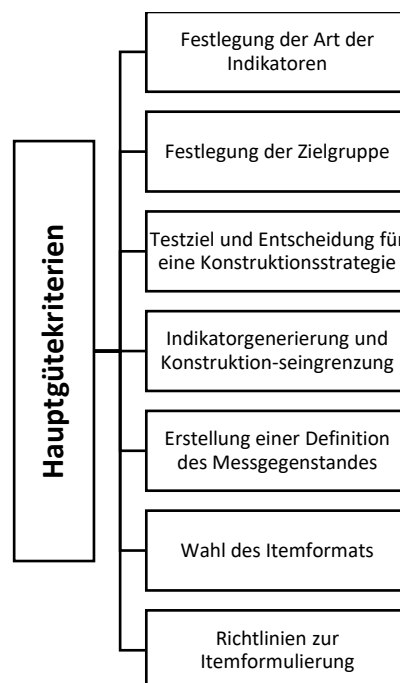 Hauptgütekriterien
Festlegung der Art der
Indikatoren
Festlegung der Zielgruppe
Testziel und Entscheidung für
eine Konstruktionsstrategie
Indikatorgenerierung und
Konstruktion-seingrenzung
Erstellung einer Definition
des Messgegenstandes
Wahl des Itemformats
Richtlinien zur
Itemformulierung